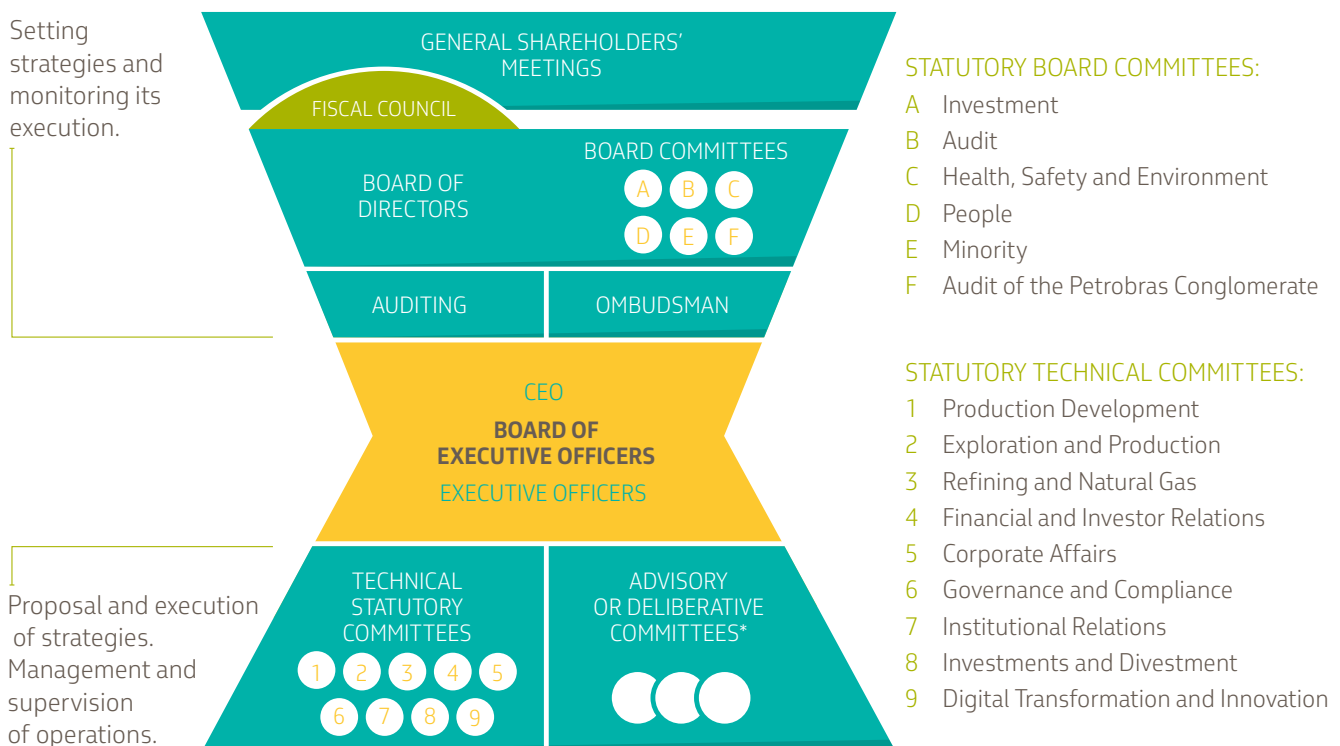 Setting
strategies and
monitoring its
execution.
GENERAL SHAREHOLDERS'
MEETINGS
FISCAL COUNCIL
BOARD OF
DIRECTORS
BOARD COMMITTEES
A B C
D E F
AUDITING
OMBUDSMAN
CEO
BOARD OF
EXECUTIVE OFFICERS
EXECUTIVE OFFICERS
Proposal and execution
of strategies.
Management and
supervision
of operations.
TECHNICAL
STATUTORY
COMMITTEES
1 2 3 4 5
6 7 8 9
ADVISORY
OR DELIBERATIVE
COMMITTEES*
STATUTORY BOARD COMMITTEES:
A Investment
B Audit
C Health, Safety and Environment
D People
E Minority
F Audit of the Petrobras Conglomerate
STATUTORY TECHNICAL COMMITTEES:
1 Production Development
2 Exploration and Production
3 Refining and Natural Gas
4 Financial and Investor Relations
5 Corporate Affairs
6 Governance and Compliance
7 Institutional Relations
8 Investments and Divestment
9 Digital Transformation and Innovation